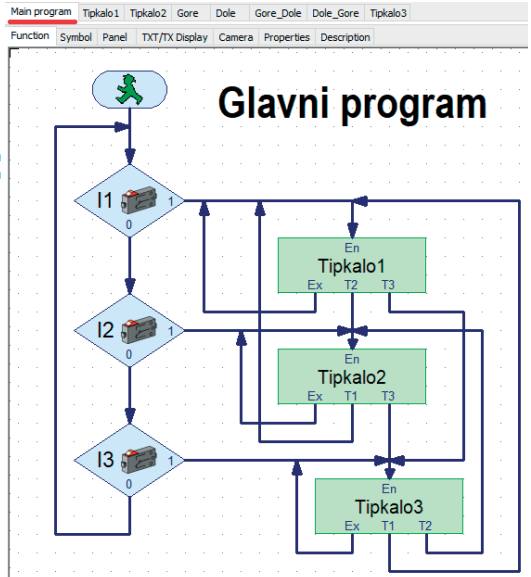 Main program Tipkalo1 Tipkalo2 Gore Dole Gore_Dole Dole_Gore Tipkalo3
Function Symbol Panel TXT/TX Display Camera Properties Description
Glavni program
I1 1
0
En
Tipkalo1
Ex T2 T3
I2 1
0
En
Tipkalo2
Ex T1 T3
I3 1
0
En
Tipkalo3
Ex T1 T2